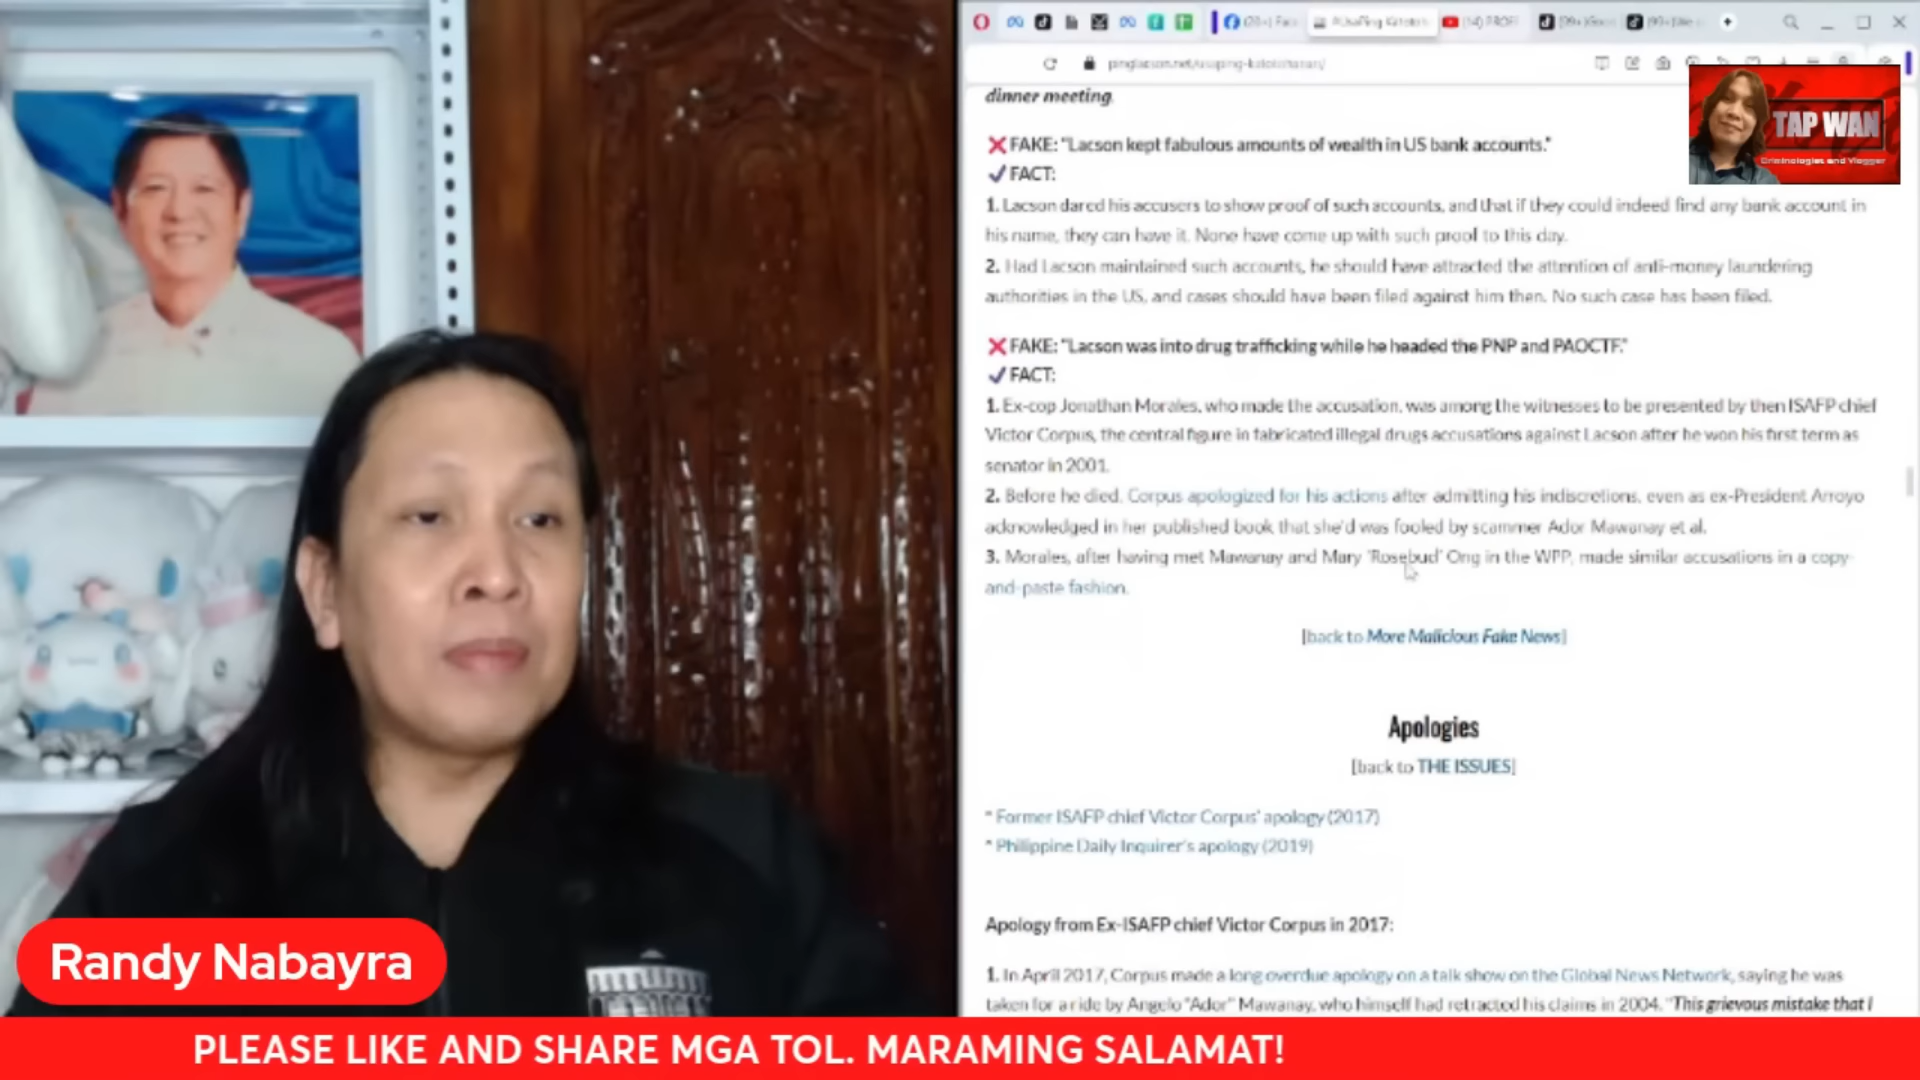 pinglacson.net/usaping-katotohanan/
TAP WAN
Criminologist and Vlogger
dinner meeting.
FAKE: "Lacson kept fabulous amounts of wealth in US bank accounts."
FACT:
1. Lacson dared his accusers to show proof of such accounts, and that if they could indeed find any bank account in
his name, they can have it. None have come up with such proof to this day.
2. Had Lacson maintained such accounts, he should have attracted the attention of anti-money laundering
authorities in the US, and cases should have been filed against him then. No such case has been filed.
FAKE: "Lacson was into drug trafficking while he headed the PNP and PAOCTF."
FACT:
1. Ex-cop Jonathan Morales, who made the accusation, was among the witnesses to be presented by then ISAFP chief
Victor Corpus, the central figure in fabricated illegal drugs accusations against Lacson after he won his first term as
senator in 2001.
2. Before he died, Corpus apologized for his actions after admitting his indiscretions, even as ex-President Arroyo
acknowledged in her published book that she'd was fooled by scammer Ador Mawanay et al.
3. Morales, after having met Mawanay and Mary 'Rosebud' Ong in the WPP, made similar accusations in a copy-
and-paste fashion.
[back to More Malicious Fake News]
Apologies
[back to THE ISSUES]
* Former ISAFP chief Victor Corpus' apology (2017)
* Philippine Daily Inquirer's apology (2019)
Apology from Ex-ISAFP chief Victor Corpus in 2017:
1. In April 2017, Corpus made a long overdue apology on a talk show on the Global News Network, saying he was
taken for a ride by Angelo "Ador" Mawanay, who himself had retracted his claims in 2004. "This grievous mistake that I
Randy Nabayra
PLEASE LIKE AND SHARE MGA TOL. MARAMING SALAMAT!